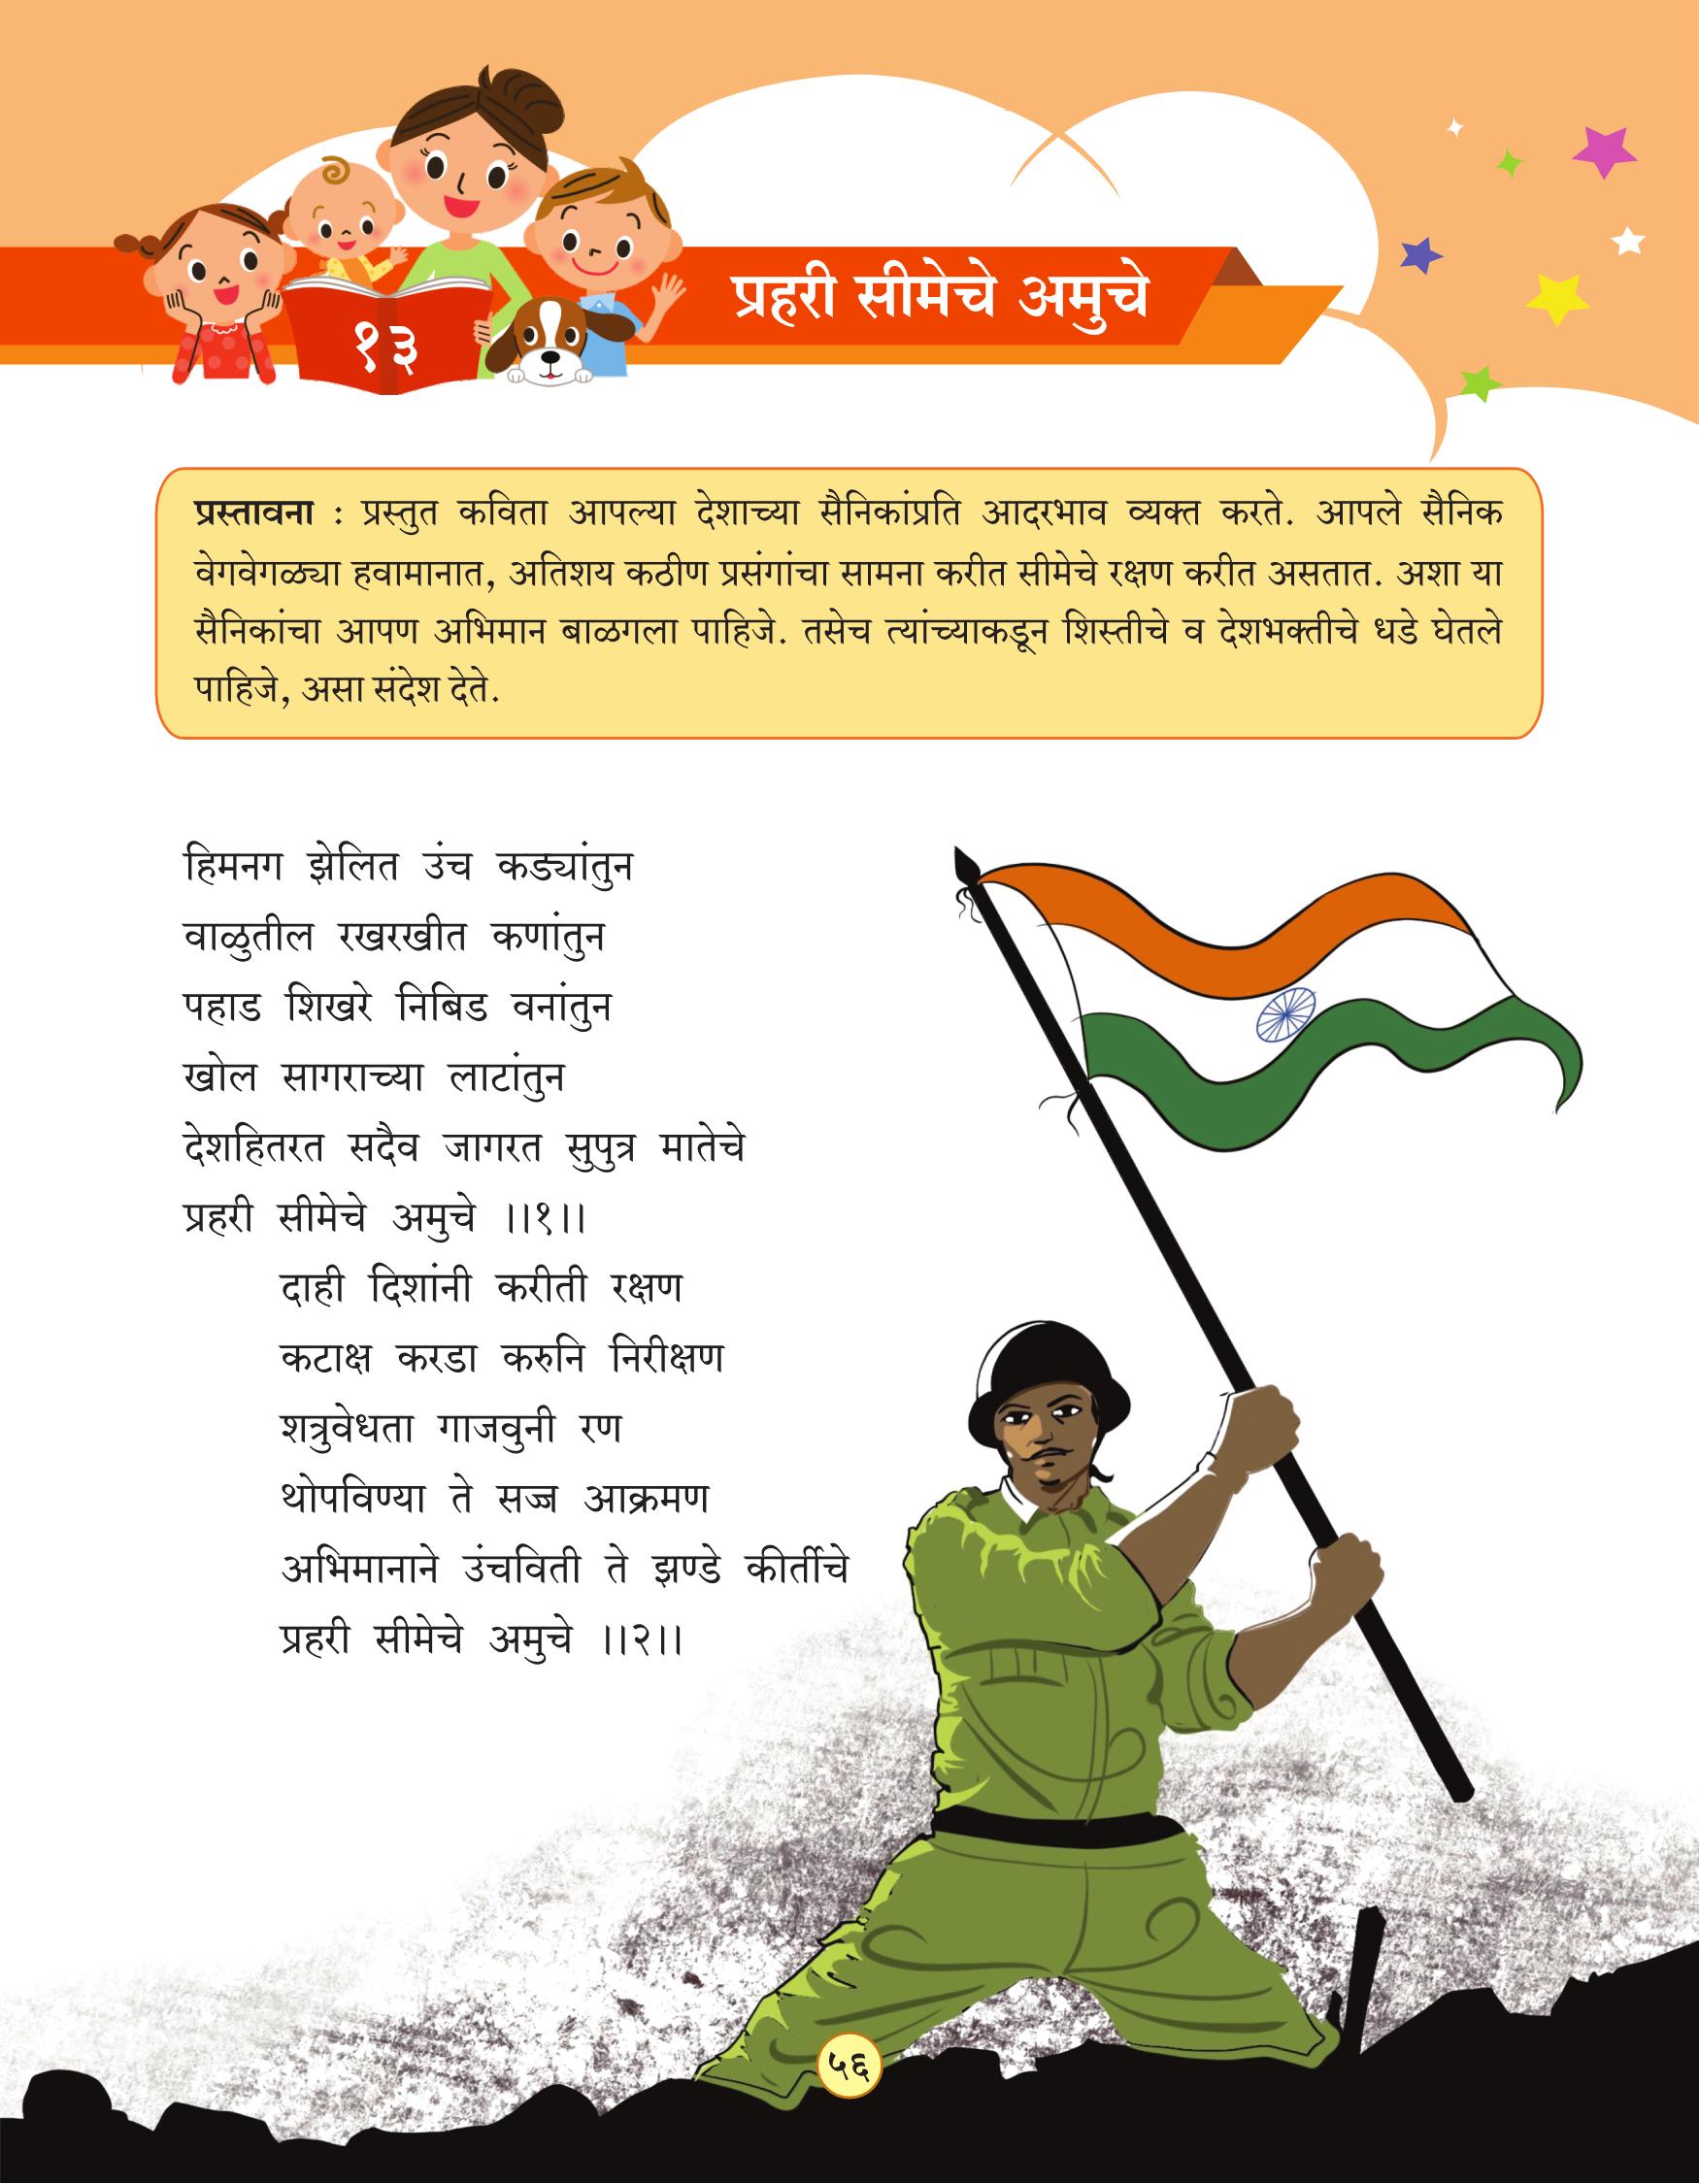 १३
प्रहरी सीमेचे अमुचे
प्रस्तावना : प्रस्तुत कविता आपल्या देशाच्या सैनिकांप्रति आदरभाव व्यक्त करते. आपले सैनिक
वेगवेगळ्या हवामानात, अतिशय कठीण प्रसंगांचा सामना करीत सीमेचे रक्षण करीत असतात. अशा या
सैनिकांचा आपण अभिमान बाळगला पाहिजे. तसेच त्यांच्याकडून शिस्तीचे व देशभक्तीचे धडे घेतले
पाहिजे, असा संदेश देते.
हिमनग झेलित उंच कड्यांतुन
वाळुतील रखरखीत कणांतुन
पहाड शिखरे निबिड वनांतुन
खोल सागराच्या लाटांतुन
देशहितरत सदैव जागरत सुपुत्र मातेचे
प्रहरी सीमेचे अमुचे ।।१।।
दाही दिशांनी करीती रक्षण
कटाक्ष करडा करुनि निरीक्षण
शत्रुवेधता गाजवुनी रण
थोपविण्या ते सज्ज आक्रमण
अभिमानाने उंचविती ते झण्डे कीर्तीचे
प्रहरी सीमेचे अमुचे ।।२।।
५६